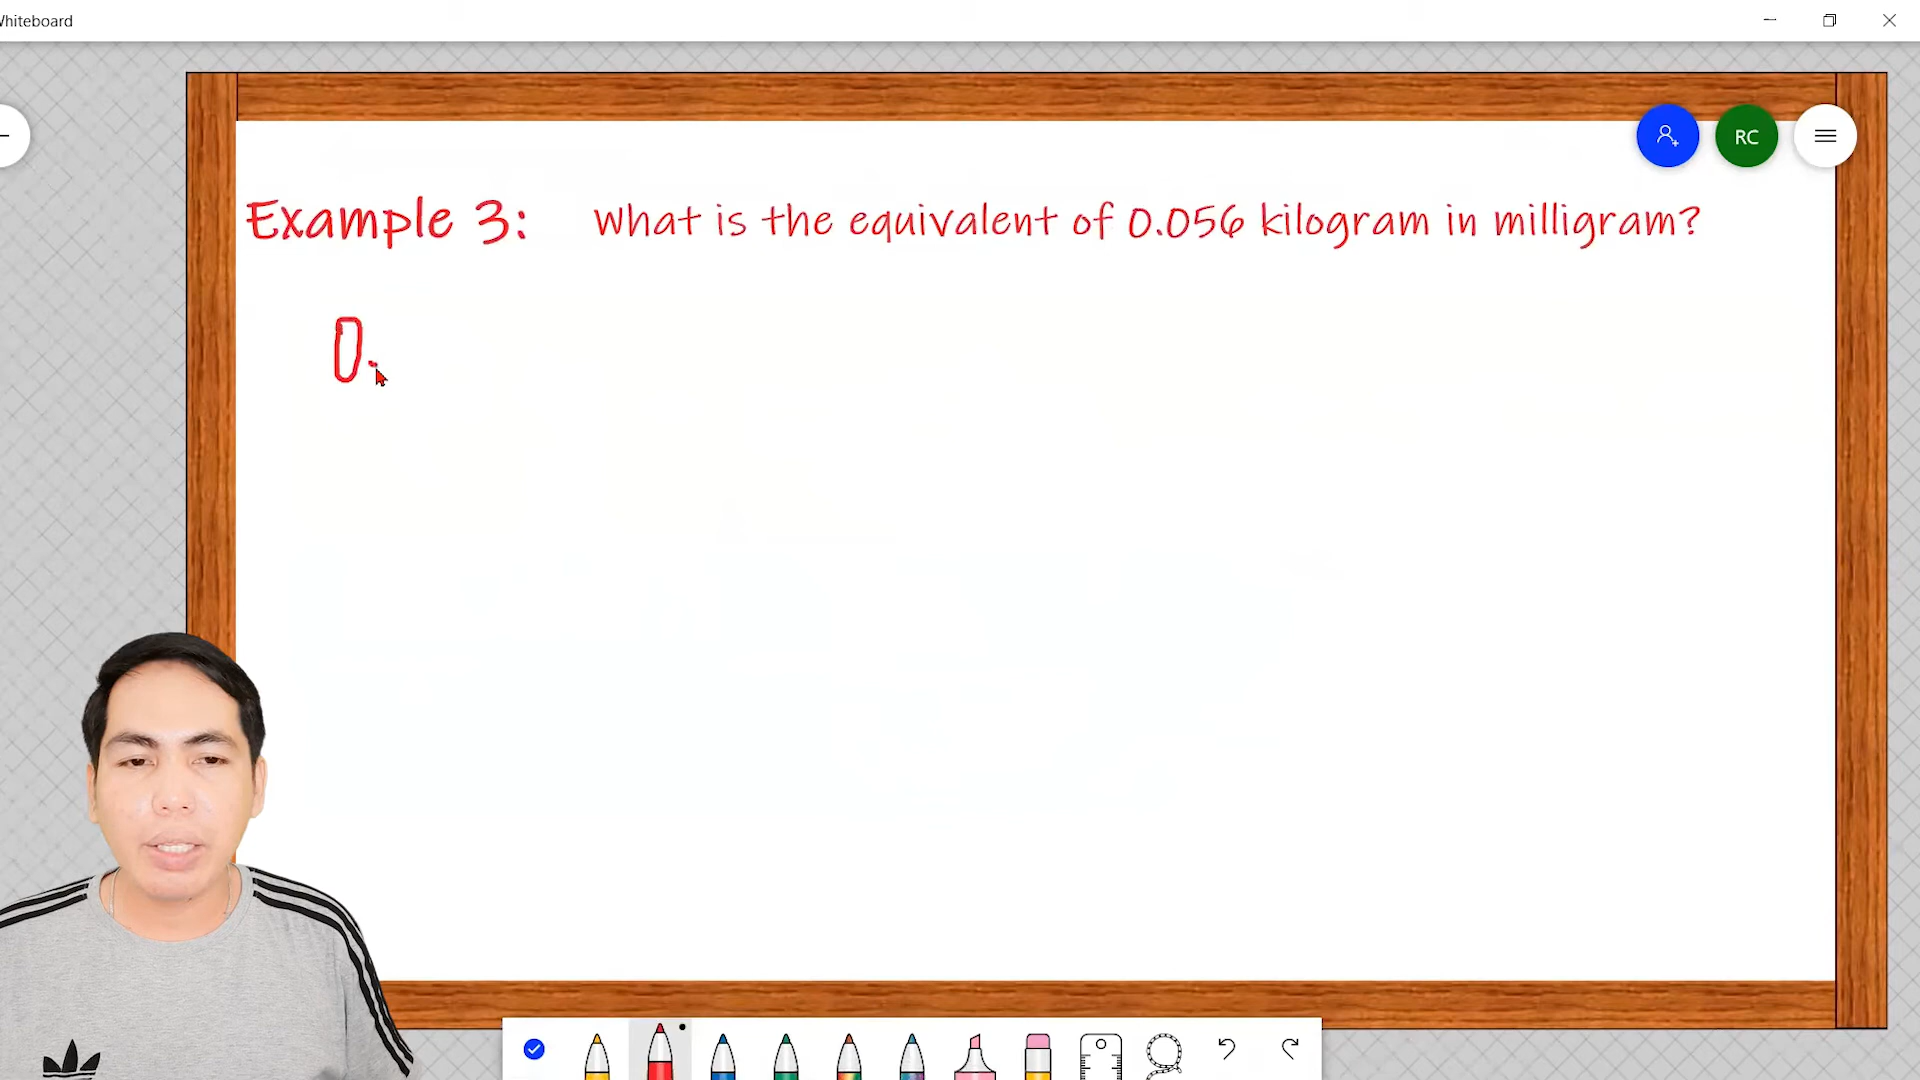 Whiteboard
RC
Example 3: What is the equivalent of 0.056 kilogram in milligram?
0.